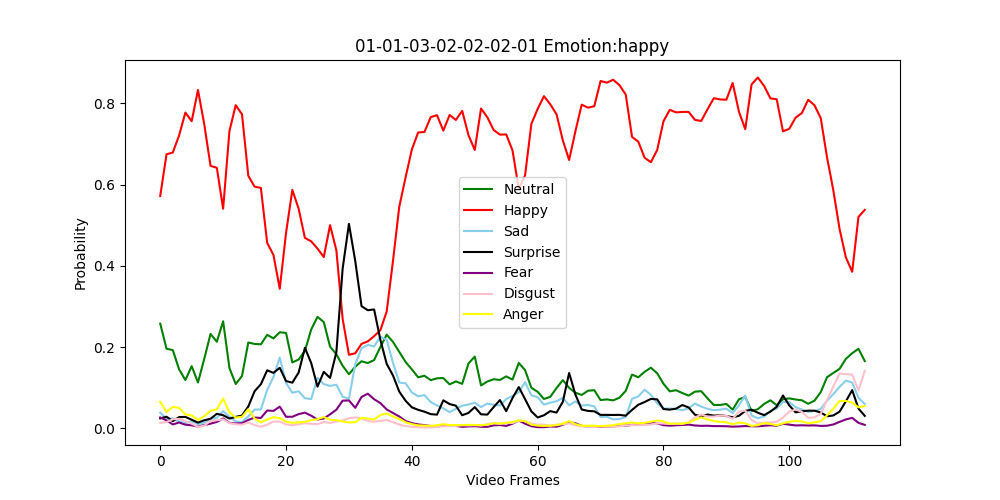 01-01-03-02-02-02-01 Emotion:happy
Probability
0.8
0.6
0.4
0.2
0.0
Neutral
Happy
Sad
Surprise
Fear
Disgust
Anger
0 20 40 60 80 100
Video Frames